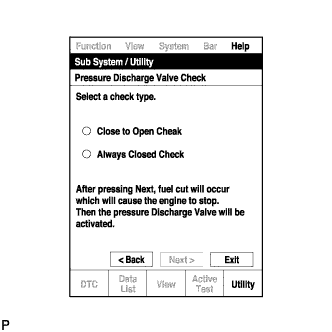 Function View System Bar Help
Sub System / Utility
Pressure Discharge Valve Check
Select a check type.
Close to Open Cheak
Always Closed Check
After pressing Next, fuel cut will occur
which will cause the engine to stop.
Then the pressure Discharge Valve will be
activated.
< Back Next > Exit
DTC Data List View Active Test Utility
P